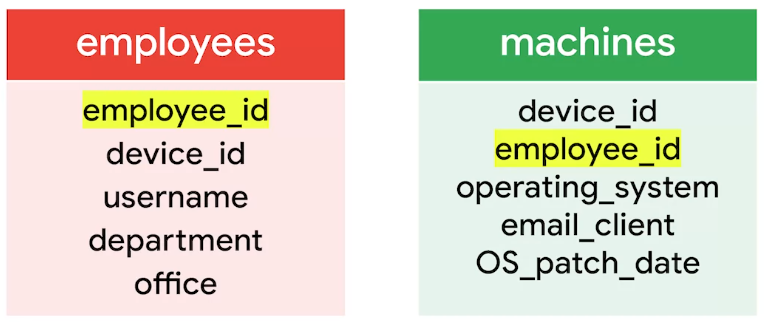 employees
employee_id
device_id
username
department
office
machines
device_id
employee_id
operating_system
email_client
OS_patch_date